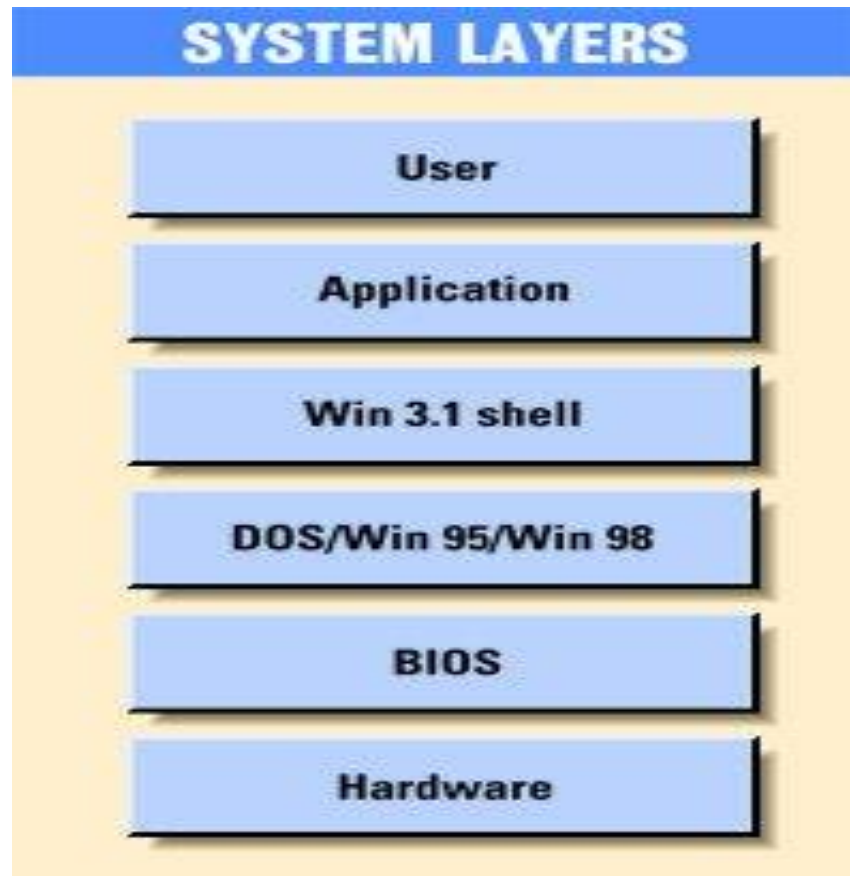 SYSTEM LAYERS
User
Application
Win 3.1 shell
DOS/Win 95/Win 98
BIOS
Hardware